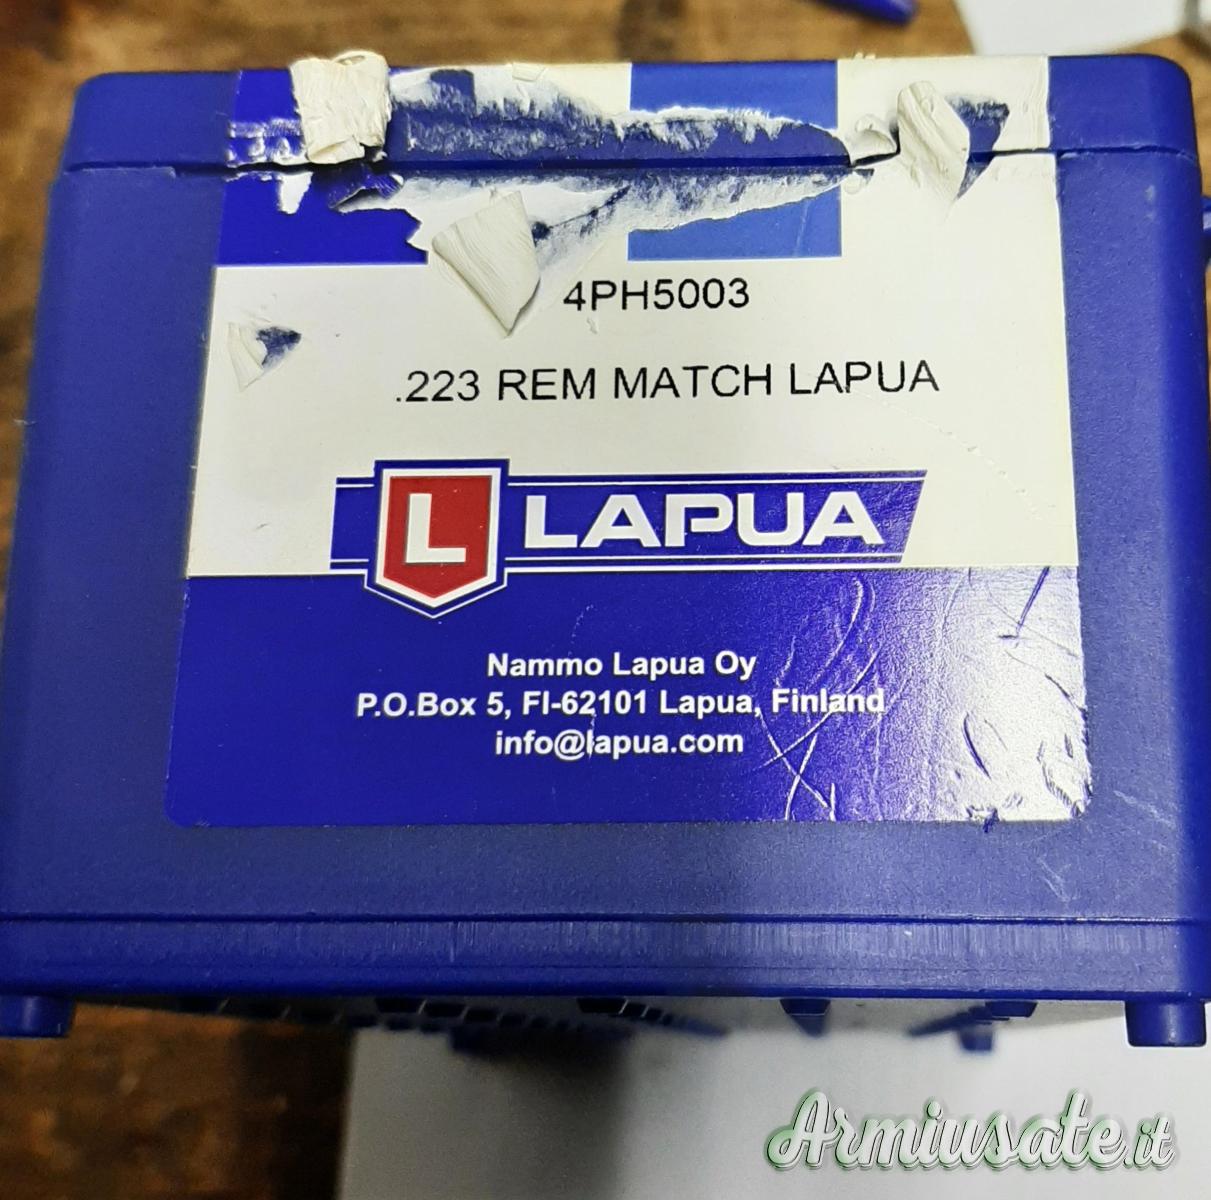 4PH5003
.223 REM MATCH LAPUA
L LAPUA
Nammo Lapua Oy
P.O.Box 5, FI-62101 Lapua, Finland
info@lapua.com
Armiusate.it